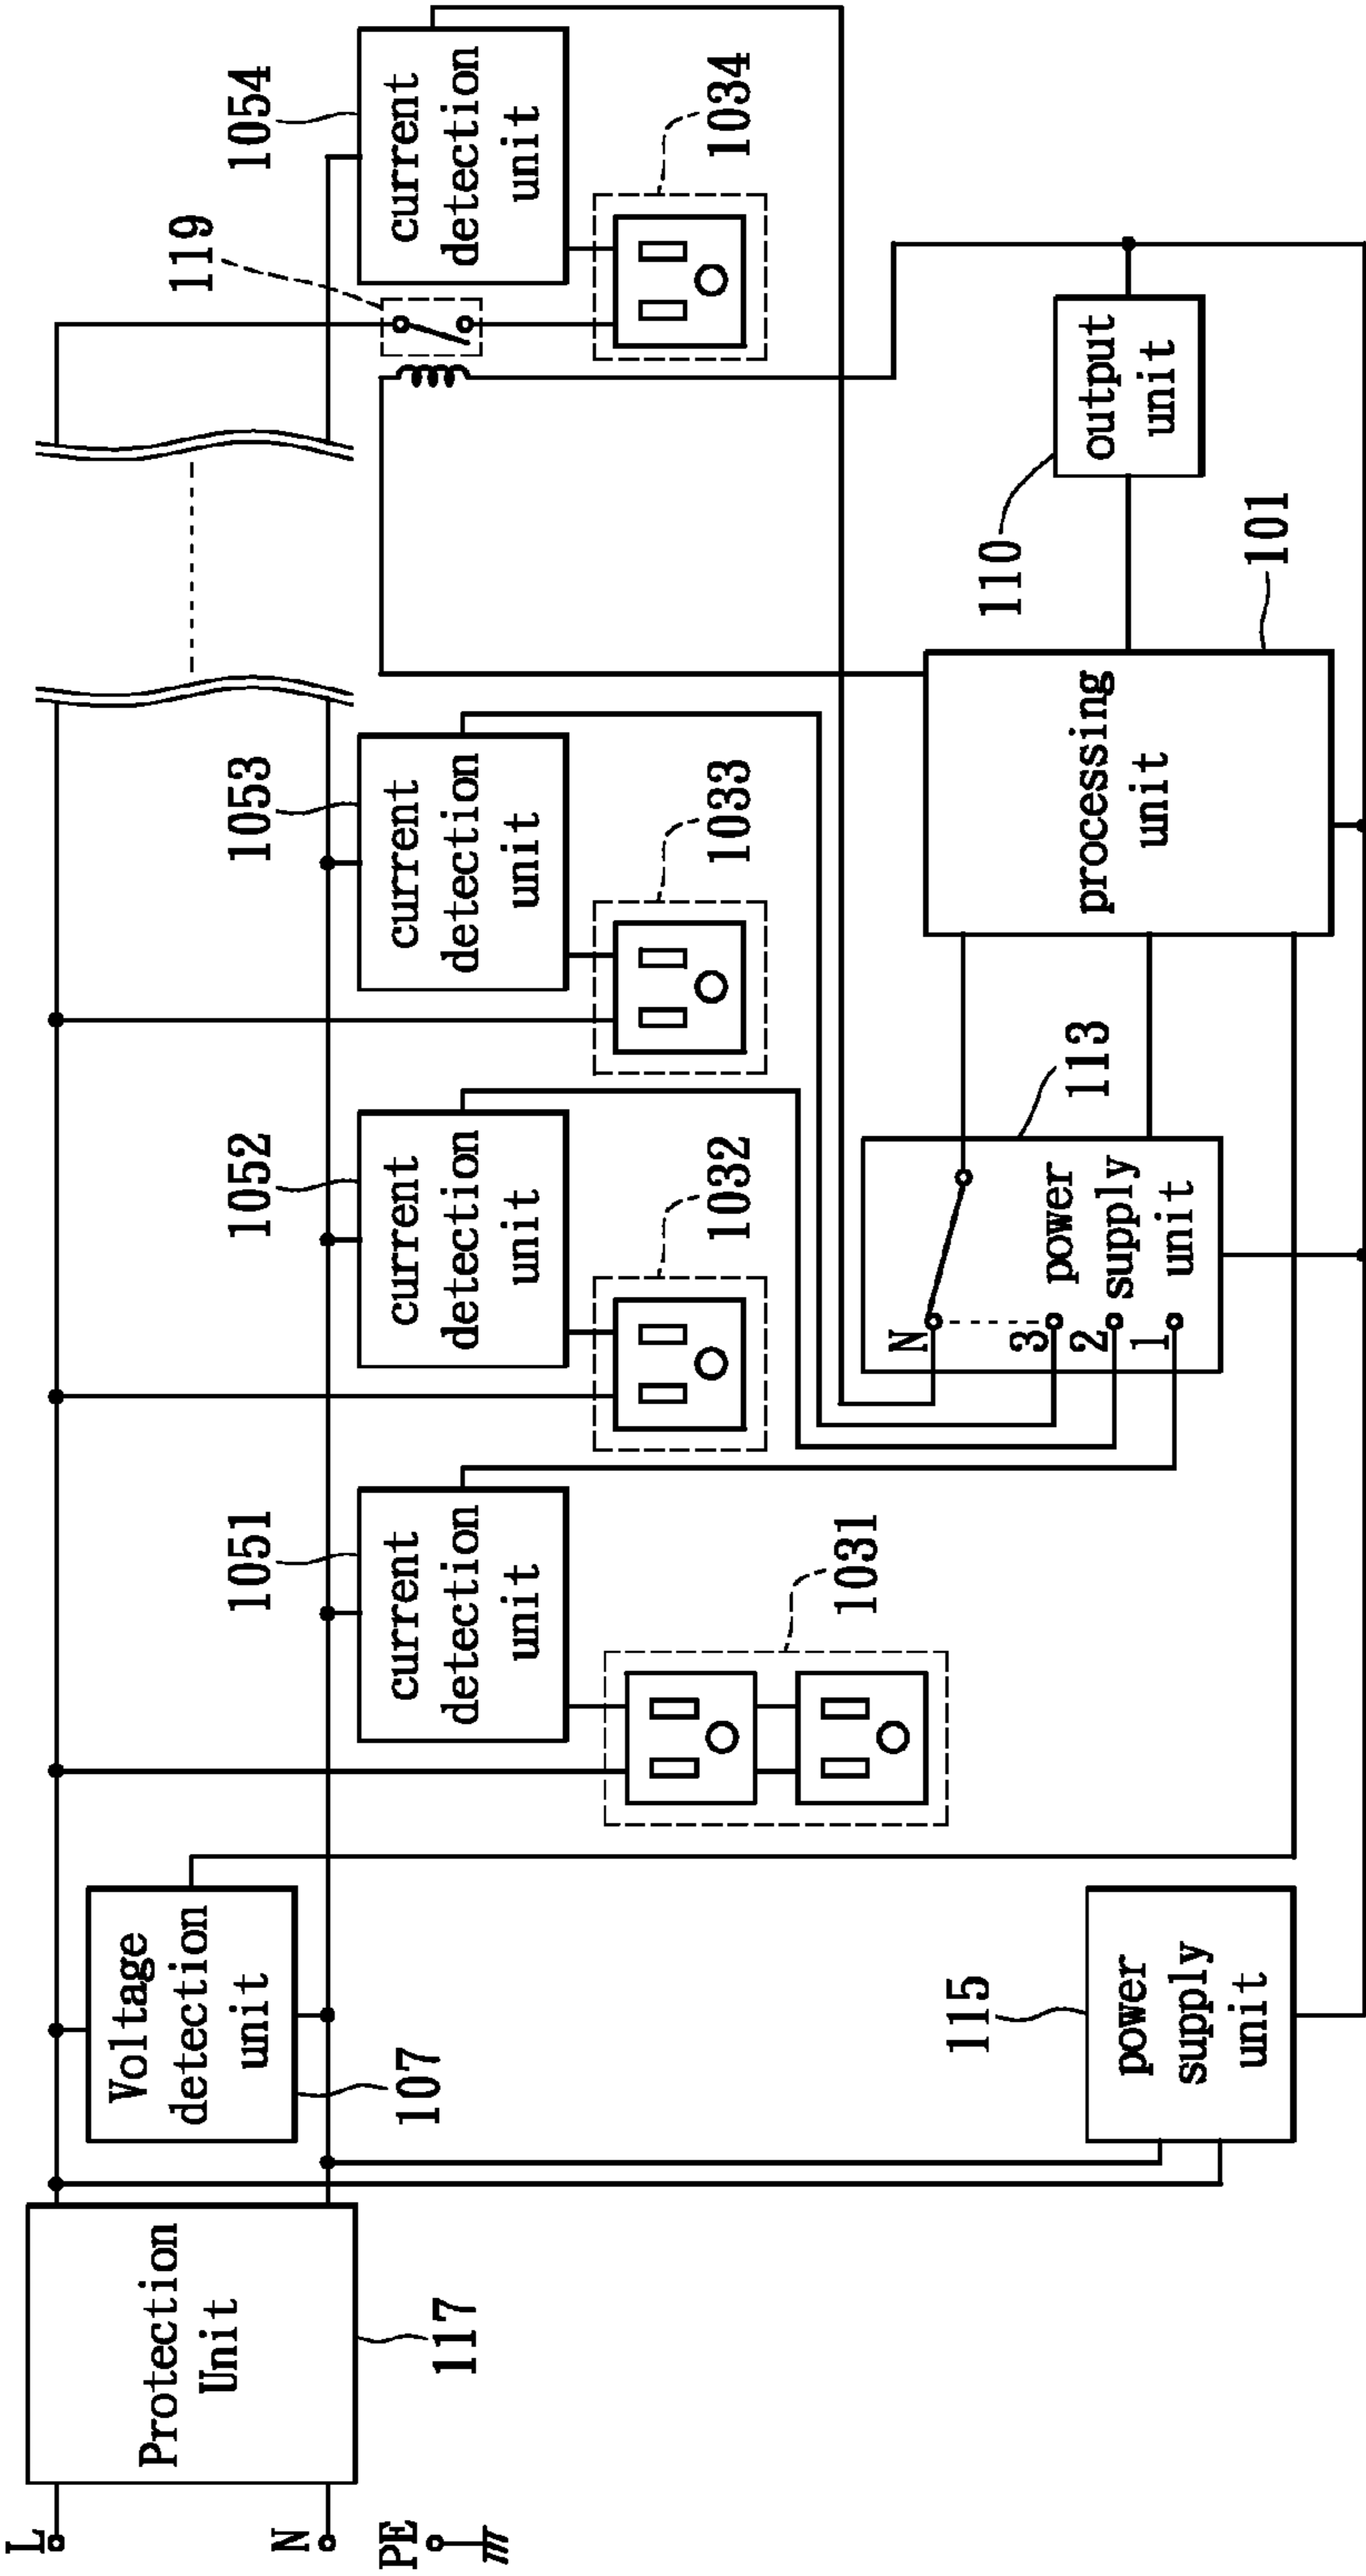 L
N
PE
Protection
Unit
117
Voltage
detection
unit
107
115
power
supply
unit
1051
current
detection
unit
1031
1052
current
detection
unit
1032
1053
current
detection
unit
1033
119
1054
current
detection
unit
1034
113
N
3
2
1
power
supply
unit
processing
unit
101
110
output
unit